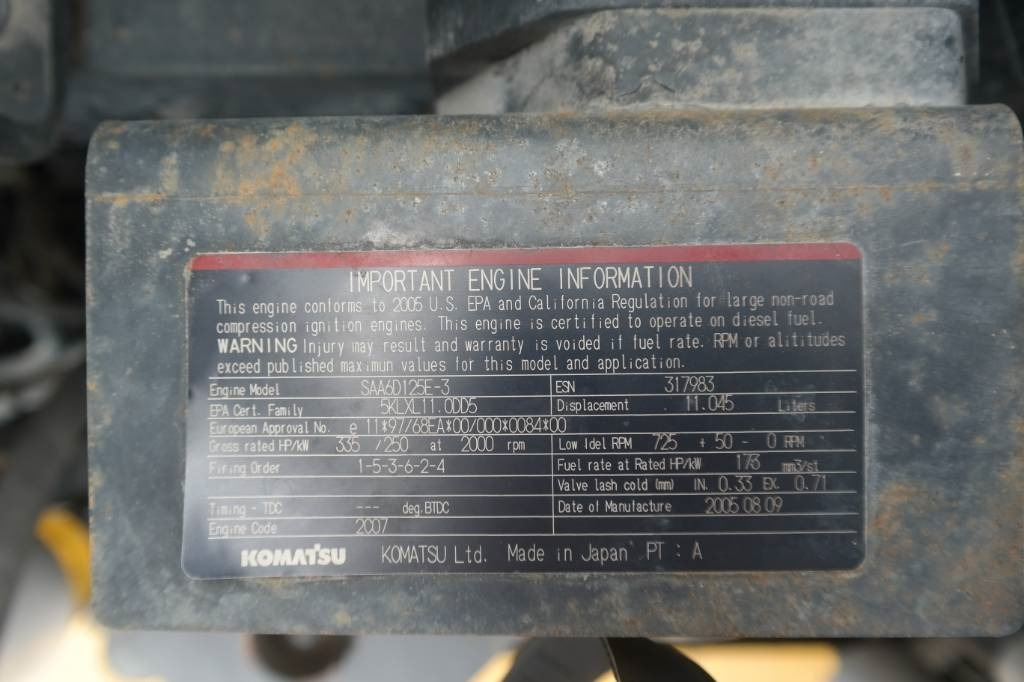 IMPORTANT ENGINE INFORMATION
This engine conforms to 2005 U.S. EPA and California Regulation for large non-road
compression ignition engines. This engine is certified to operate on diesel fuel.
WARNING Injury may result and warranty is voided if fuel rate. RPM or alititudes
exceed published maximun values for this model and application.
Engine Model SAA6D125E-3 ESN 317983
EPA Cert. Family 5KLXL11.0DD5 Displacement 11.045 Liters
European Approval No. e 11*97/68EA*00/000*0084*00
Gross rated HP/kW 335 / 250 at 2000 rpm Low Idel RPM 725 + 50 - 0 RPM
Firing Order 1-5-3-6-2-4 Fuel rate at Rated HP/kW 173 mm3/st
Valve lash cold (mm) IN. 0.33 EX. 0.71
Timing - TDC --- deg.BTDC Date of Manufacture 2005 08 09
Engine Code 2007
KOMATSU KOMATSU Ltd. Made in Japan PT : A